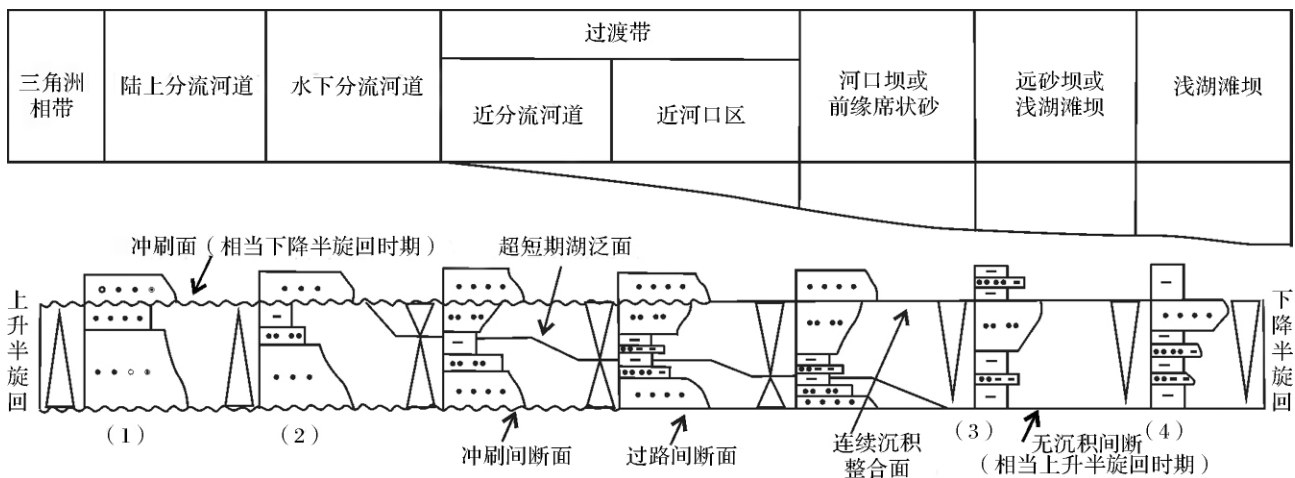 过渡带
三角洲
相带
陆上分流河道
水下分流河道
近分流河道
近河口区
河口坝或
前缘席状砂
远砂坝或
浅湖滩坝
浅湖滩坝
冲刷面（相当下降半旋回时期）
超短期湖泛面
上升半旋回
下降半旋回
（1）
（2）
（3）
（4）
冲刷间断面
过路间断面
连续沉积
整合面
无沉积间断
（相当上升半旋回时期）